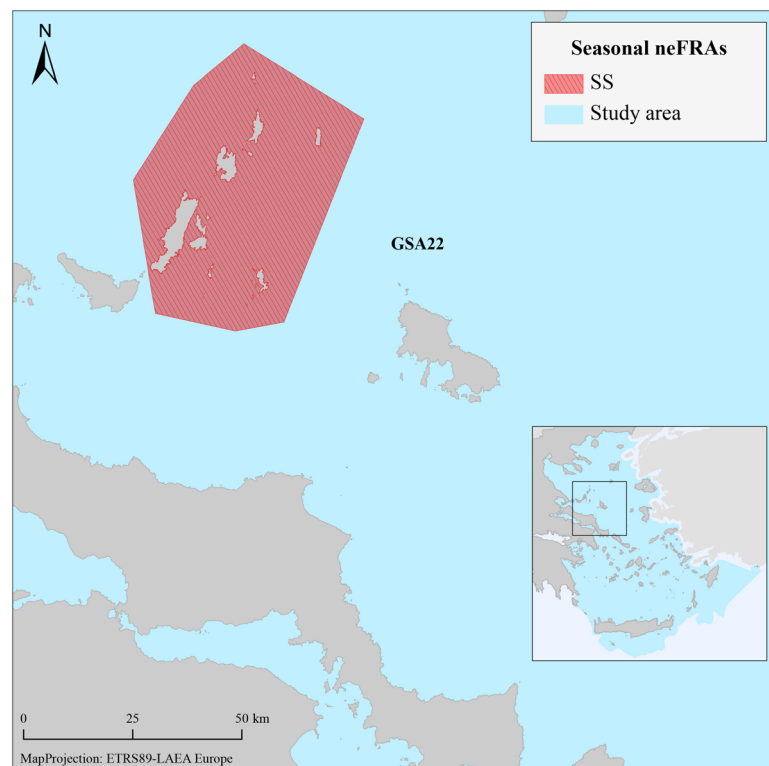 N
Seasonal neFRAs
SS
Study area
GSA22
0 25 50 km
MapProjection: ETRS89-LAEA Europe